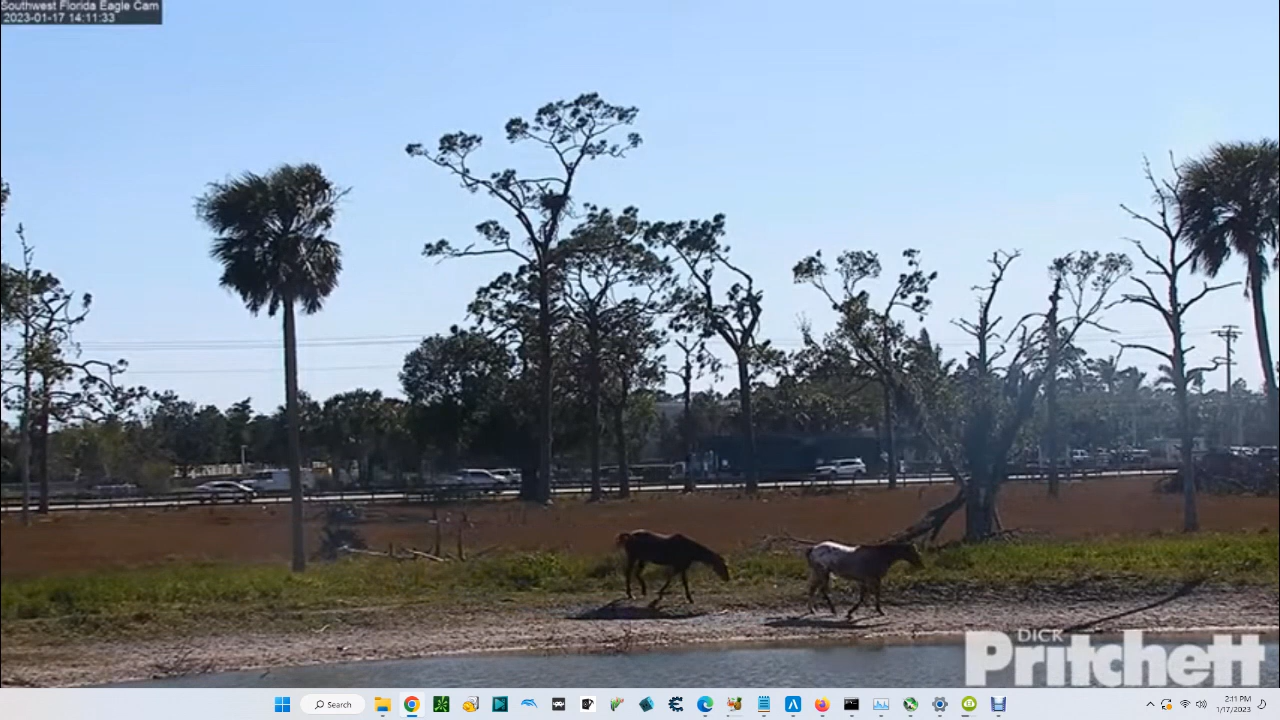 Southwest Florida Eagle Cam
2023-01-17 14:11:33
DICK
Pritchett
Search
2:11 PM
1/17/2023